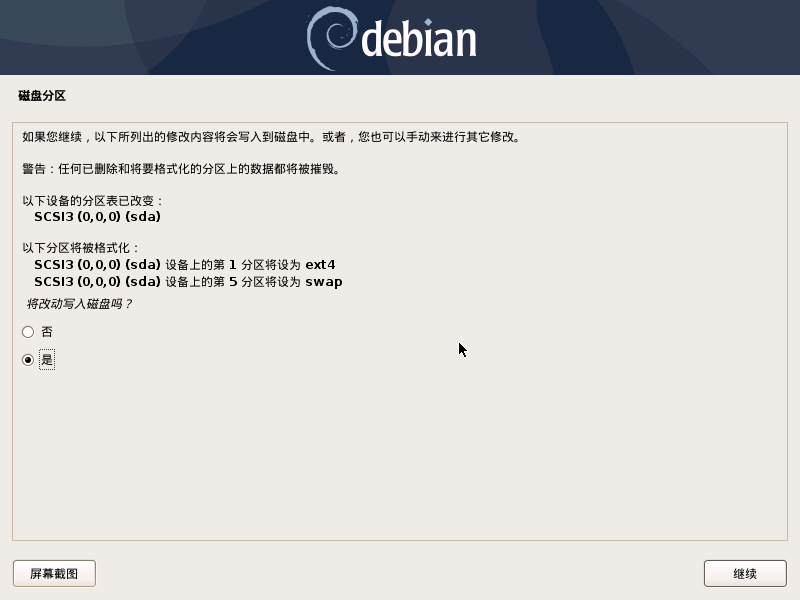 debian
磁盘分区
如果您继续，以下所列出的修改内容将会写入到磁盘中。或者，您也可以手动来进行其它修改。
警告：任何已删除和将要格式化的分区上的数据都将被摧毁。
以下设备的分区表已改变：
SCSI3 (0,0,0) (sda)
以下分区将被格式化：
SCSI3 (0,0,0) (sda) 设备上的第 1 分区将设为 ext4
SCSI3 (0,0,0) (sda) 设备上的第 5 分区将设为 swap
将改动写入磁盘吗？
否
是
屏幕截图
继续